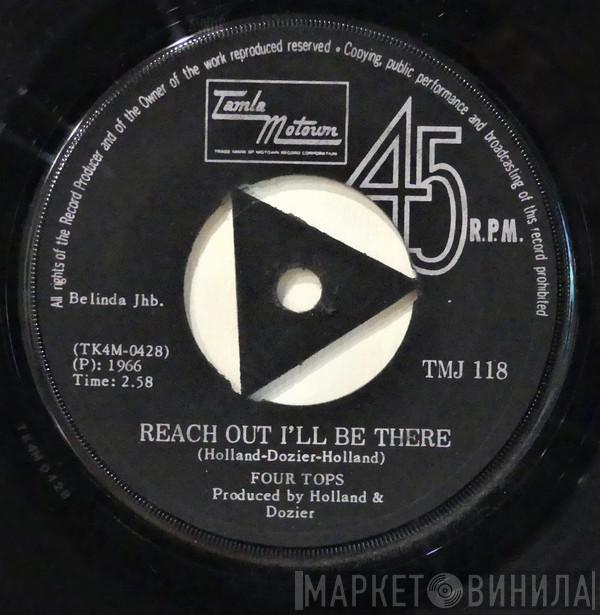 All rights of the Record Producer and of the Owner of the work reproduced reserved • Copying, public performance and broadcasting of this record prohibited
Tamla
Motown
TRADE MARK OF MOTOWN RECORD CORPORATION
45
R.P.M.
Belinda Jhb.
(TK4M-0428)
(P): 1966
Time: 2.58
TMJ 118
REACH OUT I'LL BE THERE
(Holland-Dozier-Holland)
FOUR TOPS
Produced by Holland &
Dozier
TK4M 0428
МАРКЕТ ВИНИЛА